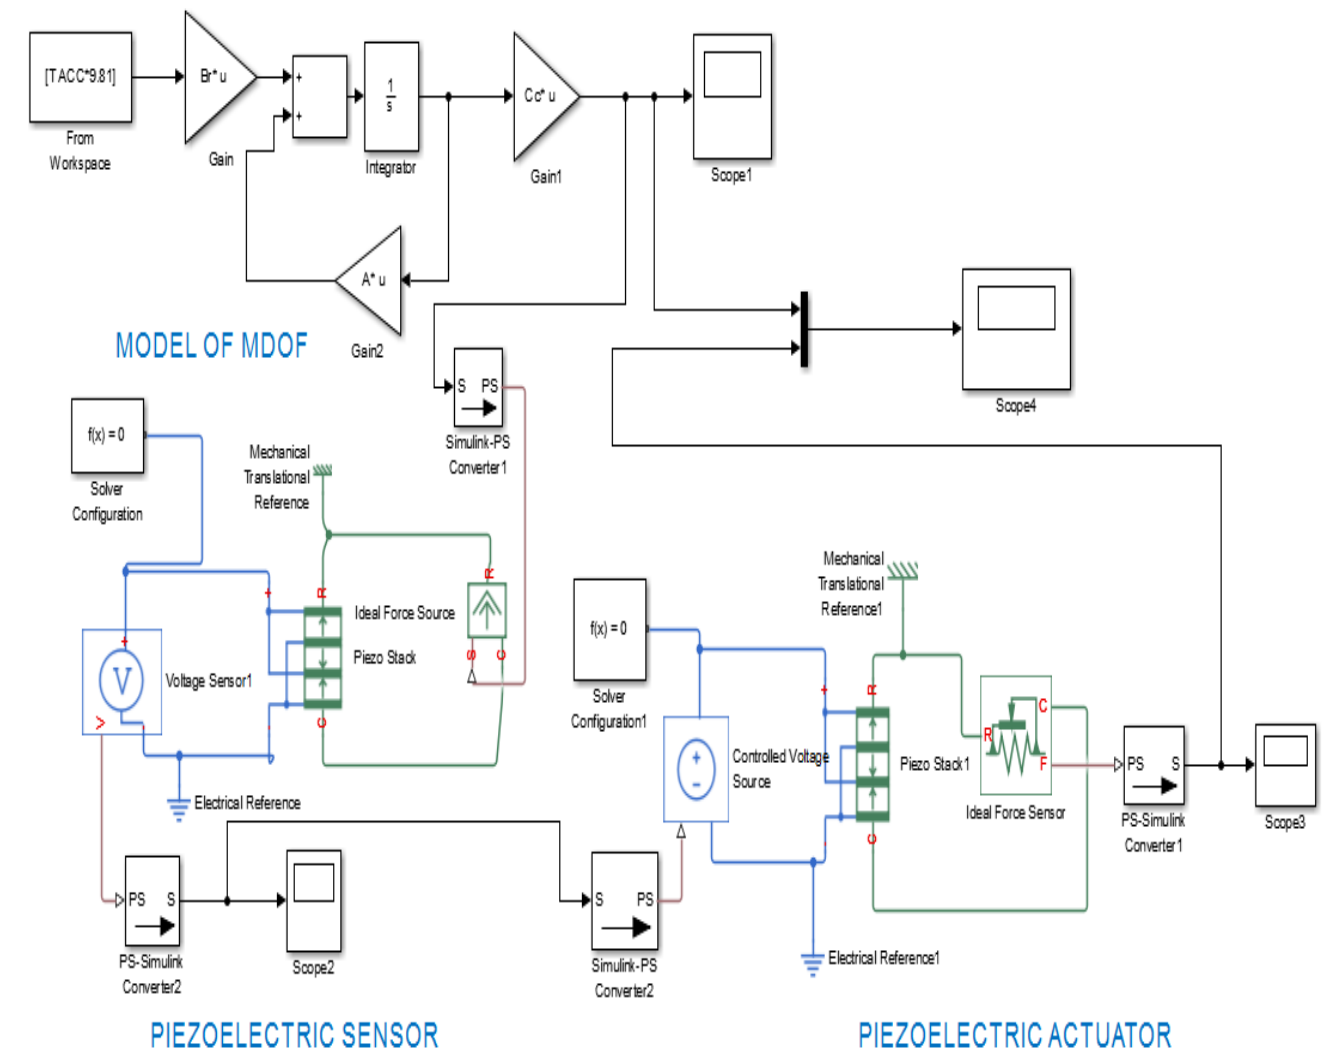 [TACC*9.81]
From
Workspace
Br* u
Gain
+
+
1
s
Integrator
Cc* u
Gain1
Scope1
A* u
Gain2
MODEL OF MDOF
Scope4
S PS
Simulink-PS
Converter1
f(x) = 0
Solver
Configuration
Mechanical
Translational
Reference
+
R
R
Ideal Force Source
Piezo Stack
S
C
C
+
V
V
Voltage Sensor1
-
-
Electrical Reference
PS S
PS-Simulink
Converter2
Scope2
PIEZOELECTRIC SENSOR
f(x) = 0
Solver
Configuration1
Mechanical
Translational
Reference1
+
R
Controlled Voltage
Source
+
-
Piezo Stack1
C
-
R
C
F
Ideal Force Sensor
PS S
PS-Simulink
Converter1
Scope3
S PS
Simulink-PS
Converter2
Electrical Reference1
PIEZOELECTRIC ACTUATOR